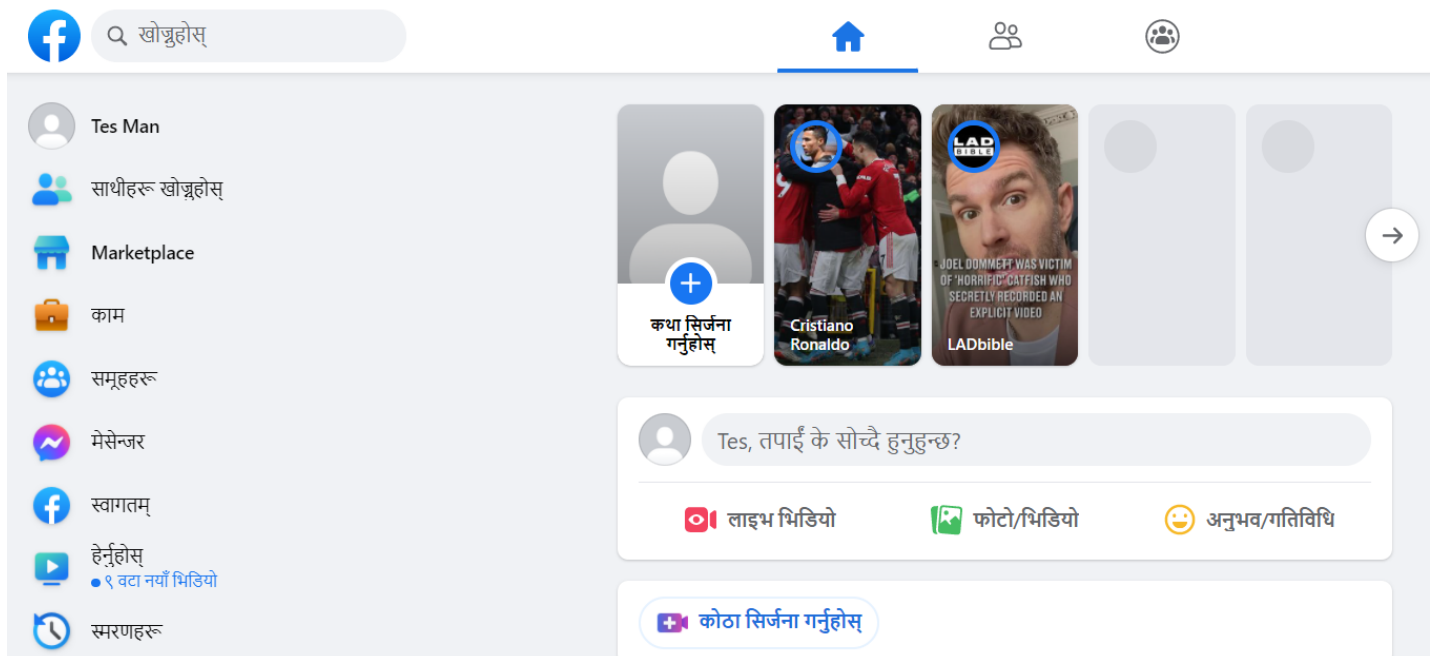 खोज्नुहोस्
Tes Man
साथीहरू खोज्नुहोस्
Marketplace
काम
समूहहरू
मेसेन्जर
स्वागतम्
हेर्नुहोस्
९ वटा नयाँ भिडियो
स्मरणहरू
कथा सिर्जना
गर्नुहोस्
Cristiano
Ronaldo
LAD
BIBLE
JOEL DOMMETT WAS VICTIM
OF 'HORRIFIC' CATFISH WHO
SECRETLY RECORDED AN
EXPLICIT VIDEO
LADbible
Tes, तपाईँ के सोच्दै हुनुहुन्छ?
लाइभ भिडियो
फोटो/भिडियो
अनुभव/गतिविधि
कोठा सिर्जना गर्नुहोस्